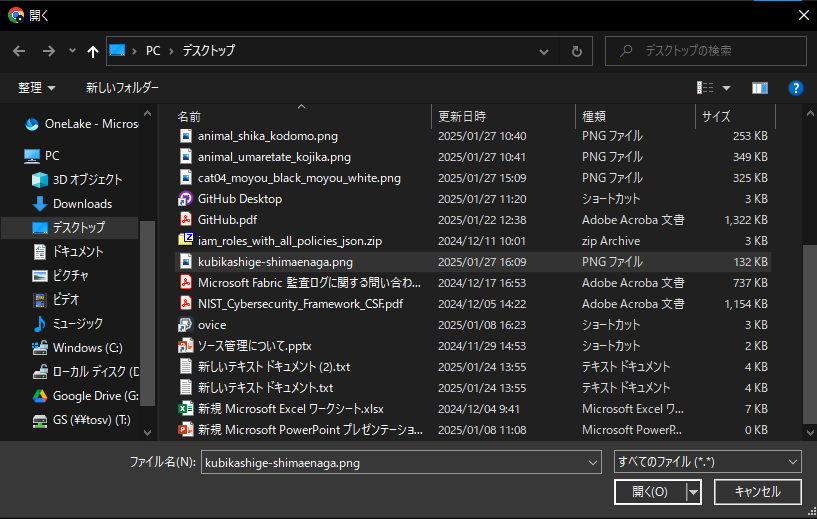 開く
PC > デスクトップ
デスクトップの検索
整理 新しいフォルダー
OneLake - Micros
PC
3D オブジェクト
Downloads
デスクトップ
ドキュメント
ピクチャ
ビデオ
ミュージック
Windows (C:)
ローカル ディスク (D
Google Drive (G:
GS (¥¥tosv) (T:)
名前 更新日時 種類 サイズ
animal_shika_kodomo.png 2025/01/27 10:40 PNG ファイル 253 KB
animal_umaretate_kojika.png 2025/01/27 10:41 PNG ファイル 349 KB
cat04_moyou_black_moyou_white.png 2025/01/27 15:09 PNG ファイル 325 KB
GitHub Desktop 2025/01/27 11:20 ショートカット 3 KB
GitHub.pdf 2025/01/22 12:38 Adobe Acroba 文書 1,322 KB
iam_roles_with_all_policies_json.zip 2024/12/11 10:01 zip Archive 3 KB
kubikashige-shimaenaga.png 2025/01/27 16:09 PNG ファイル 132 KB
Microsoft Fabric 監査ログに関する問い合わ... 2024/12/17 16:53 Adobe Acroba 文書 737 KB
NIST_Cybersecurity_Framework_CSF.pdf 2024/12/05 14:22 Adobe Acroba 文書 1,154 KB
ovice 2025/01/08 16:23 ショートカット 3 KB
ソース管理について.pptx 2024/11/29 14:53 ショートカット 2 KB
新しいテキスト ドキュメント (2).txt 2025/01/24 13:55 テキスト ドキュメント 4 KB
新しいテキスト ドキュメント.txt 2025/01/24 13:55 テキスト ドキュメント 4 KB
新規 Microsoft Excel ワークシート.xlsx 2024/12/04 9:41 Microsoft Excel ワ... 7 KB
新規 Microsoft PowerPoint プレゼンテーショ... 2025/01/08 11:08 Microsoft PowerP... 0 KB
ファイル名(N): kubikashige-shimaenaga.png すべてのファイル (*.*)
開く(O) キャンセル